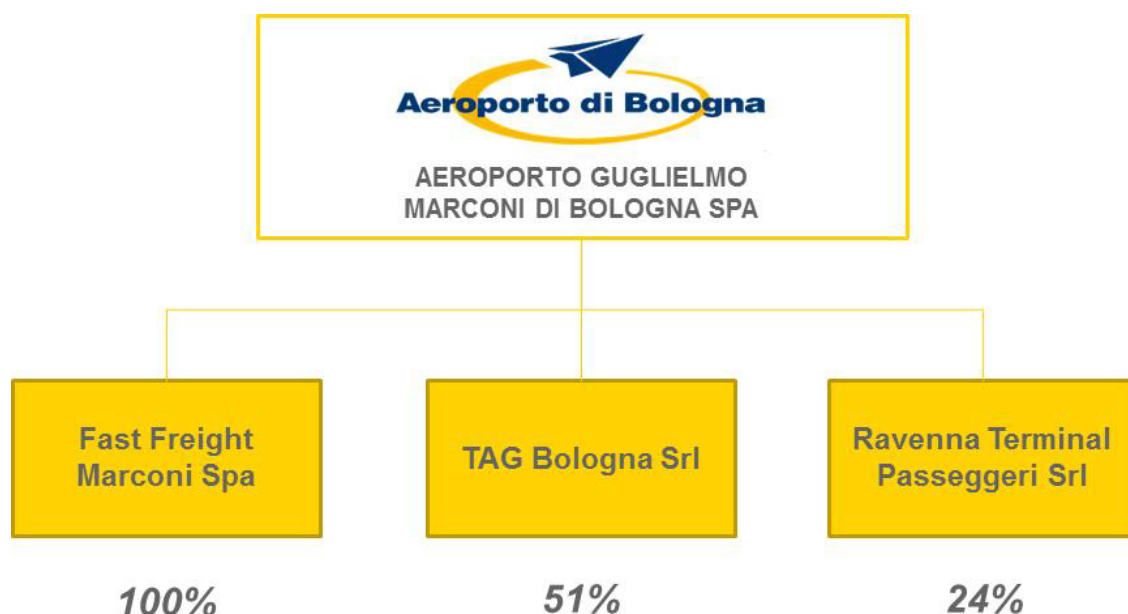 Aeroporto di Bologna
AEROPORTO GUGLIELMO
MARCONI DI BOLOGNA SPA
Fast Freight
Marconi Spa
TAG Bologna Srl
Ravenna Terminal
Passeggeri Srl
100%
51%
24%